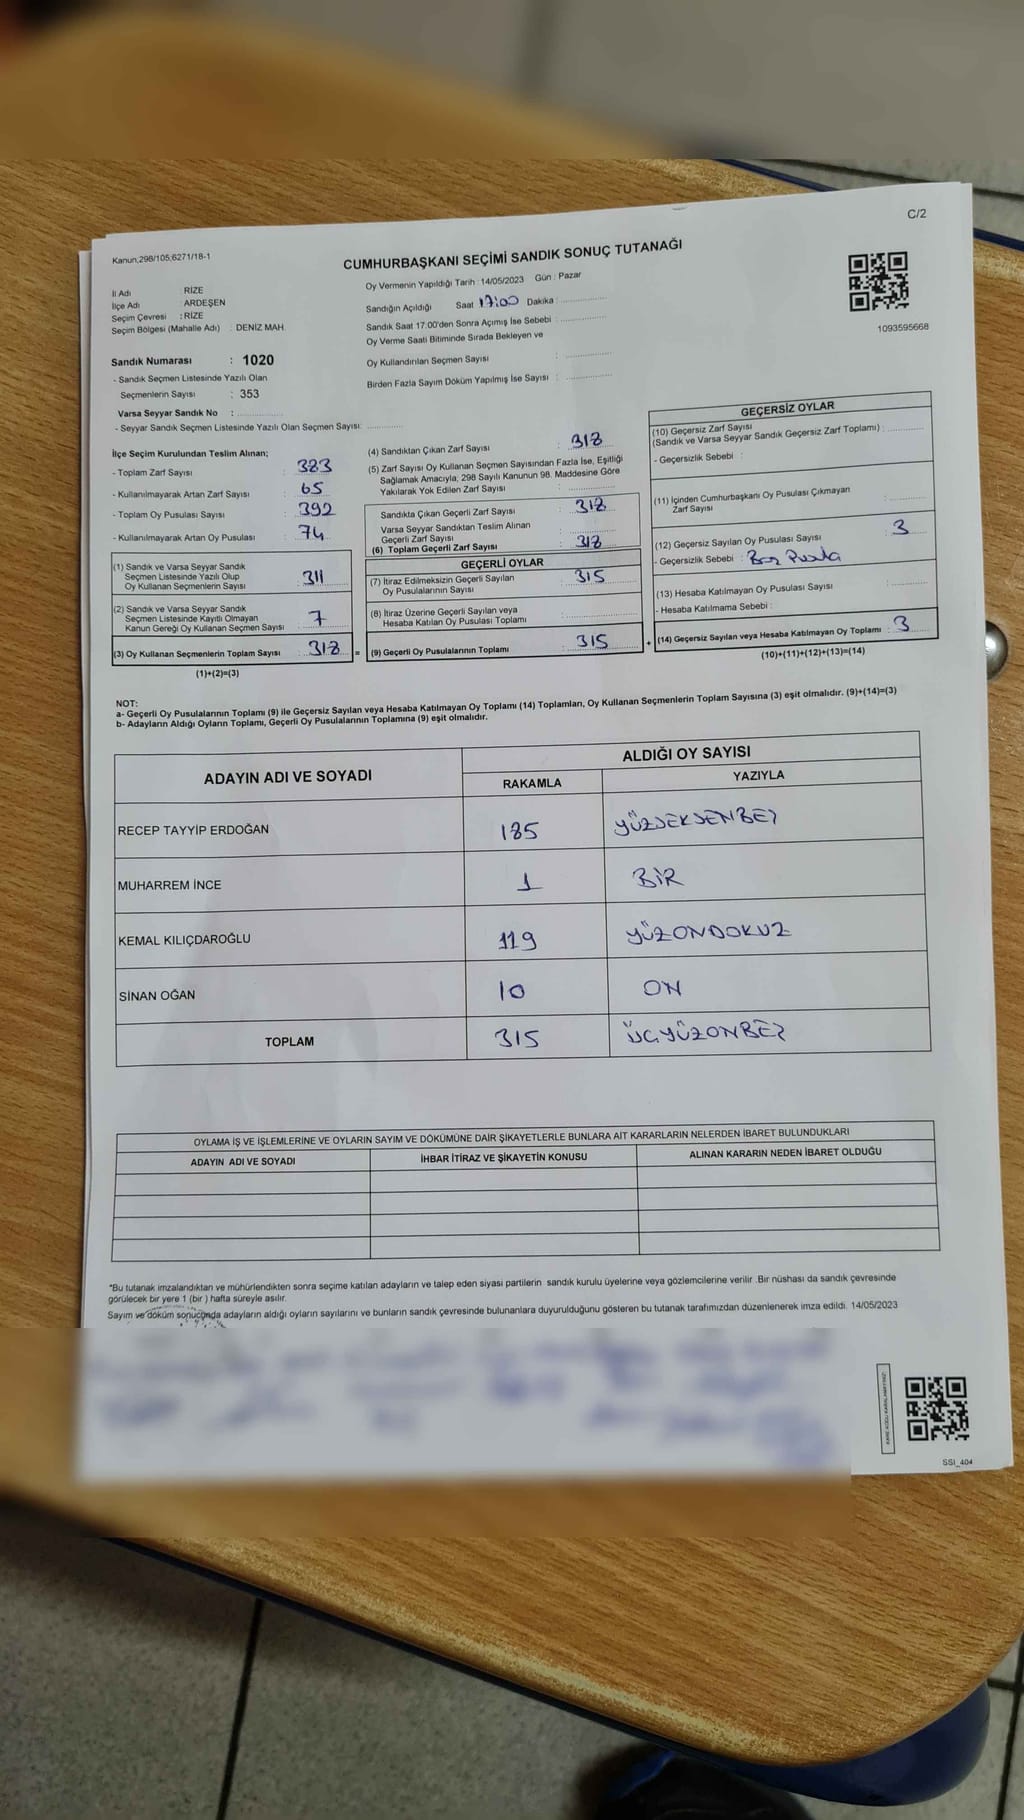 C/2
Kanun,298/105;6271/18-1
CUMHURBAŞKANI SEÇİMİ SANDIK SONUÇ TUTANAĞI
İl Adı : RİZE
İlçe Adı : ARDEŞEN
Seçim Çevresi : RİZE
Seçim Bölgesi (Mahalle Adı) : DENİZ MAH
Oy Vermenin Yapıldığı Tarih : 14/05/2023 Gün : Pazar
Sandığın Açıldığı Saat 17:00 Dakika :
Sandık Saat 17:00'den Sonra Açımış İse Sebebi :
Oy Verme Saati Bitiminde Sırada Bekleyen ve
Oy Kullandırılan Seçmen Sayısı :
Birden Fazla Sayım Döküm Yapılmış İse Sayısı :
1093595668
Sandık Numarası : 1020
- Sandık Seçmen Listesinde Yazılı Olan
Seçmenlerin Sayısı : 353
Varsa Seyyar Sandık No :
- Seyyar Sandık Seçmen Listesinde Yazılı Olan Seçmen Sayısı:
İlçe Seçim Kurulundan Teslim Alınan;
- Toplam Zarf Sayısı : 383
- Kullanılmayarak Artan Zarf Sayısı : 65
- Toplam Oy Pusulası Sayısı : 392
- Kullanılmayarak Artan Oy Pusulası : 74
(1) Sandık ve Varsa Seyyar Sandık
Seçmen Listesinde Yazılı Olup
Oy Kullanan Seçmenlerin Sayısı : 311
(2) Sandık ve Varsa Seyyar Sandık
Seçmen Listesinde Kayıtlı Olmayan
Kanun Gereği Oy Kullanan Seçmen Sayısı : 7
(3) Oy Kullanan Seçmenlerin Toplam Sayısı : 318 =
(1)+(2)=(3)
(4) Sandıktan Çıkan Zarf Sayısı : 318
(5) Zarf Sayısı Oy Kullanan Seçmen Sayısından Fazla İse, Eşitliği
Sağlamak Amacıyla; 298 Sayılı Kanunun 98. Maddesine Göre
Yakılarak Yok Edilen Zarf Sayısı :
Sandıkta Çıkan Geçerli Zarf Sayısı : 318
Varsa Seyyar Sandıktan Teslim Alınan
Geçerli Zarf Sayısı :
(6) Toplam Geçerli Zarf Sayısı : 318
GEÇERLİ OYLAR
(7) İtiraz Edilmeksizin Geçerli Sayılan
Oy Pusulalarının Sayısı : 315
(8) İtiraz Üzerine Geçerli Sayılan veya
Hesaba Katılan Oy Pusulası Toplamı :
(9) Geçerli Oy Pusulalarının Toplamı : 315 +
GEÇERSİZ OYLAR
(10) Geçersiz Zarf Sayısı
(Sandık ve Varsa Seyyar Sandık Geçersiz Zarf Toplamı) :
- Geçersizlik Sebebi :
(11) İçinden Cumhurbaşkanı Oy Pusulası Çıkmayan
Zarf Sayısı :
(12) Geçersiz Sayılan Oy Pusulası Sayısı : 3
- Geçersizlik Sebebi : Boş Pusula
(13) Hesaba Katılmayan Oy Pusulası Sayısı :
- Hesaba Katılmama Sebebi :
(14) Geçersiz Sayılan veya Hesaba Katılmayan Oy Toplamı : 3
(10)+(11)+(12)+(13)=(14)
NOT:
a- Geçerli Oy Pusulalarının Toplamı (9) ile Geçersiz Sayılan veya Hesaba Katılmayan Oy Toplamı (14) Toplamları, Oy Kullanan Seçmenlerin Toplam Sayısına (3) eşit olmalıdır. (9)+(14)=(3)
b- Adayların Aldığı Oyların Toplamı, Geçerli Oy Pusulalarının Toplamına (9) eşit olmalıdır.
ADAYIN ADI VE SOYADI ALDIĞI OY SAYISI
RAKAMLA YAZIYLA
RECEP TAYYİP ERDOĞAN 185 YÜZSEKSENBEŞ
MUHARREM İNCE 1 BİR
KEMAL KILIÇDAROĞLU 119 YÜZONDOKUZ
SİNAN OĞAN 10 ON
TOPLAM 315 ÜÇYÜZONBEŞ
OYLAMA İŞ VE İŞLEMLERİNE VE OYLARIN SAYIM VE DÖKÜMÜNE DAİR ŞİKAYETLERLE BUNLARA AİT KARARLARIN NELERDEN İBARET BULUNDUKLARI
ADAYIN ADI VE SOYADI İHBAR İTİRAZ VE ŞİKAYETİN KONUSU ALINAN KARARIN NEDEN İBARET OLDUĞU
*Bu tutanak imzalandıktan ve mühürlendikten sonra seçime katılan adayların ve talep eden siyasi partilerin sandık kurulu üyelerine veya gözlemcilerine verilir .Bir nüshası da sandık çevresinde
görülecek bir yere 1 (bir ) hafta süreyle asılır.
Sayım ve döküm sonucunda adayların aldığı oyların sayılarını ve bunların sandık çevresinde bulunanlara duyurulduğunu gösteren bu tutanak tarafımızdan düzenlenerek imza edildi. 14/05/2023
KARE KODU KARALAMAYINIZ
SSI_404